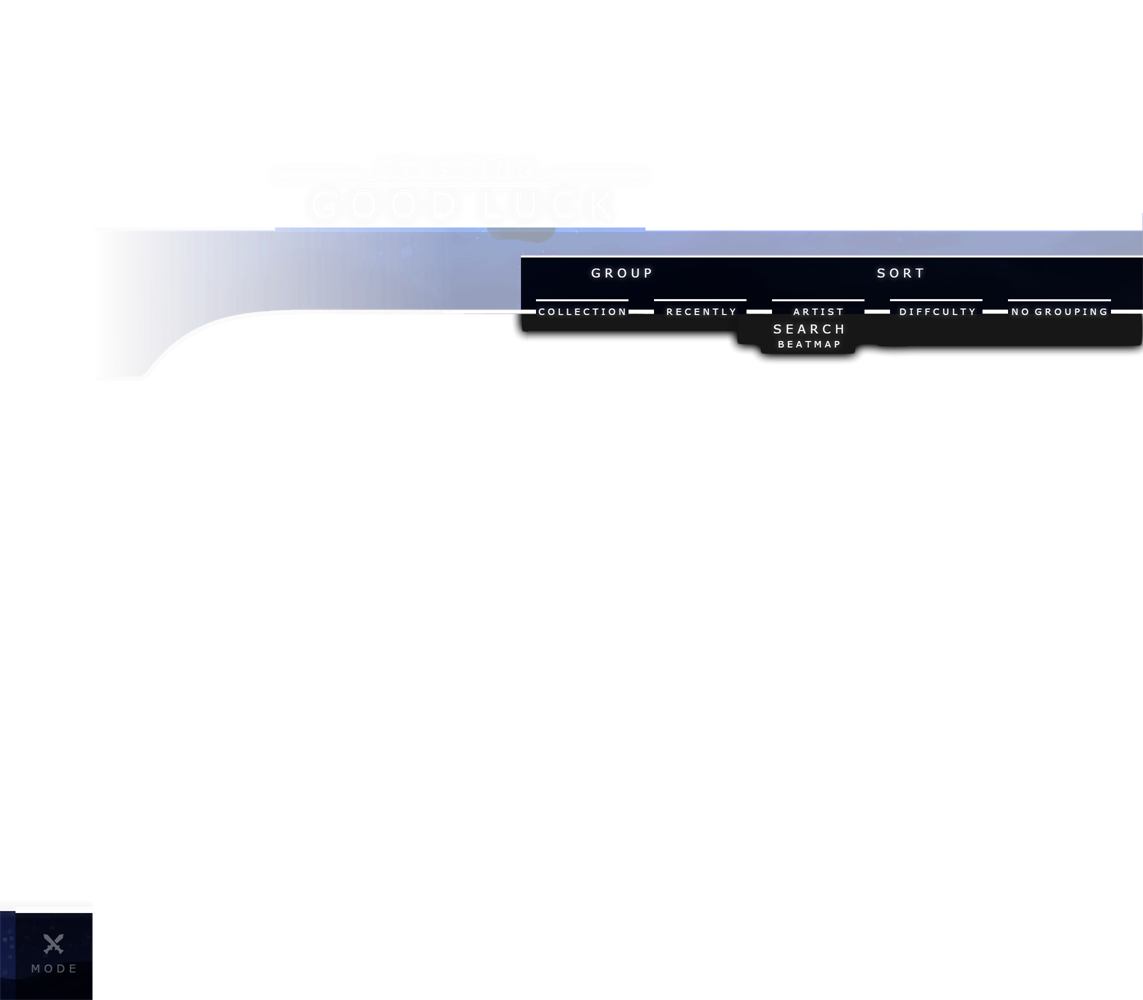 GOOD LUCK
GROUP
SORT
COLLECTION
RECENTLY
ARTIST
DIFFCULTY
NO GROUPING
SEARCH
BEATMAP
MODE